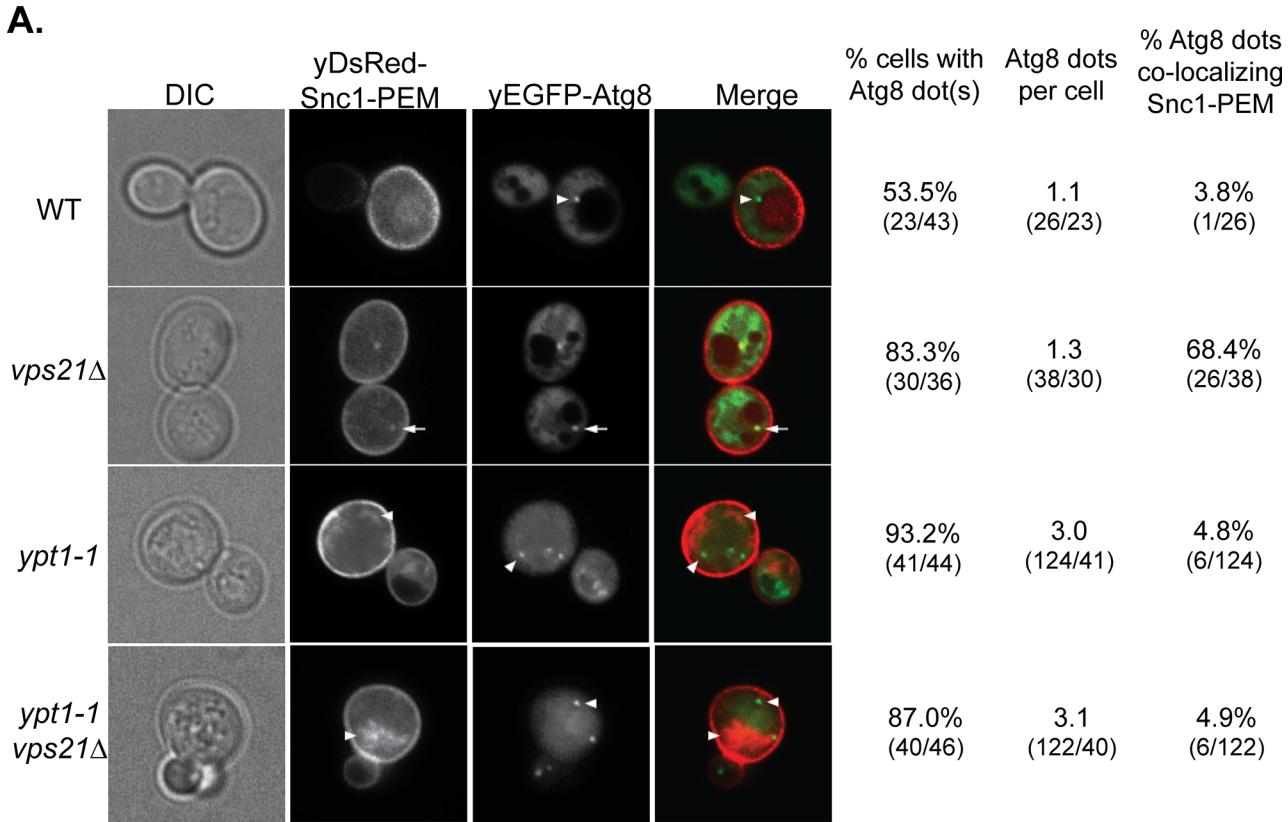 A.
DIC
yDsRed-
Snc1-PEM
yEGFP-Atg8
Merge
% cells with
Atg8 dot(s)
Atg8 dots
per cell
% Atg8 dots
co-localizing
Snc1-PEM
WT
53.5%
(23/43)
1.1
(26/23)
3.8%
(1/26)
vps21Δ
83.3%
(30/36)
1.3
(38/30)
68.4%
(26/38)
ypt1-1
93.2%
(41/44)
3.0
(124/41)
4.8%
(6/124)
ypt1-1
vps21Δ
87.0%
(40/46)
3.1
(122/40)
4.9%
(6/122)